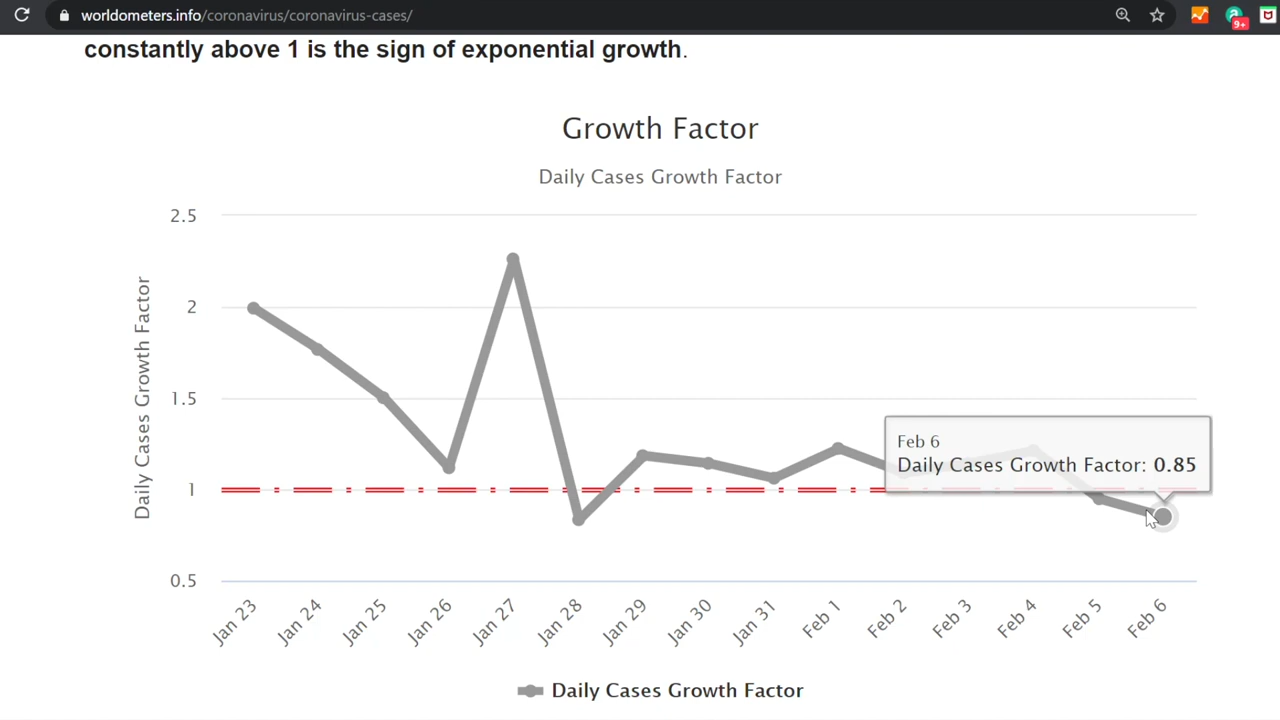 worldometers.info/coronavirus/coronavirus-cases/
9+
constantly above 1 is the sign of exponential growth.
Growth Factor
Daily Cases Growth Factor
Daily Cases Growth Factor
2.5
2
1.5
1
0.5
Feb 6
Daily Cases Growth Factor: 0.85
Jan 23
Jan 24
Jan 25
Jan 26
Jan 27
Jan 28
Jan 29
Jan 30
Jan 31
Feb 1
Feb 2
Feb 3
Feb 4
Feb 5
Feb 6
Daily Cases Growth Factor